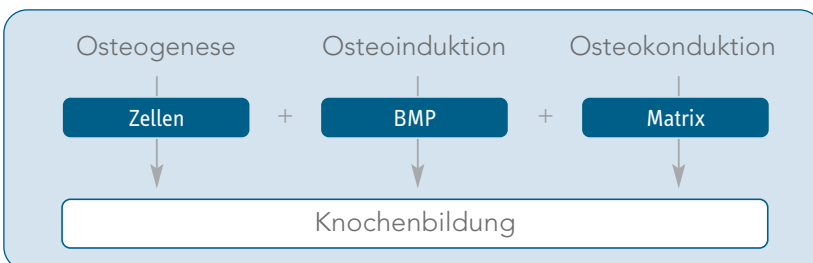 Osteogenese Osteoinduktion Osteokonduktion
Zellen + BMP + Matrix
Knochenbildung